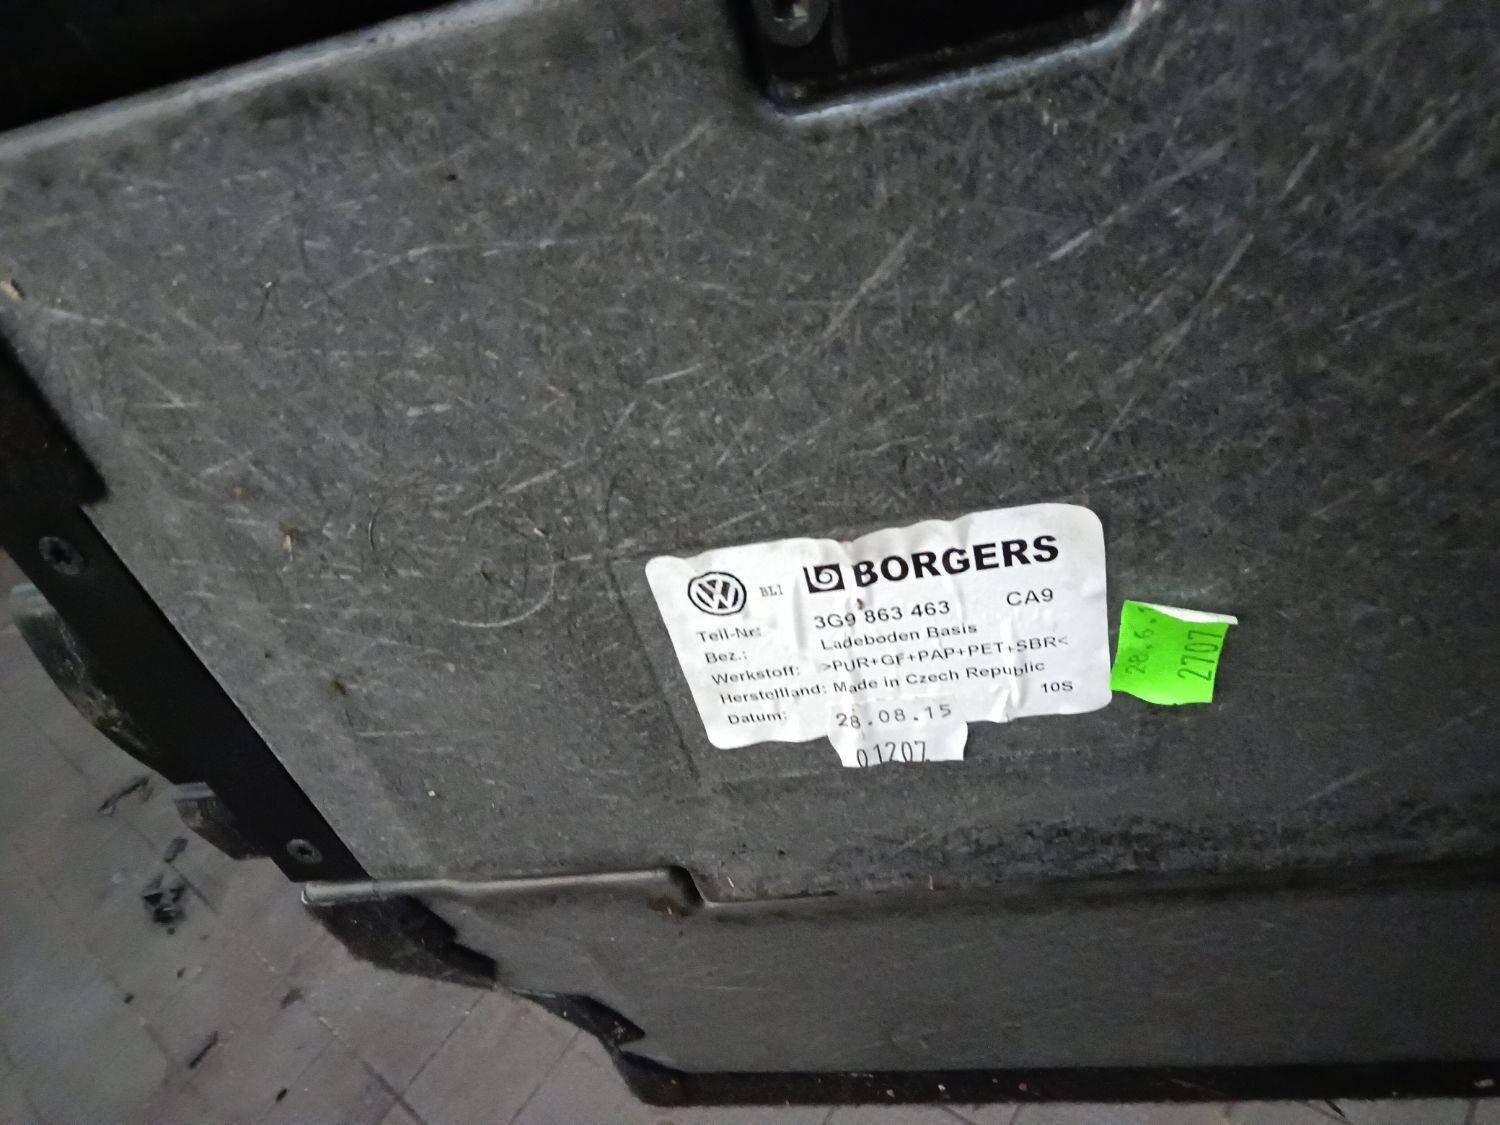 BL1 BORGERS
Teil-Nr: 3G9 863 463 CA9
Bez.: Ladeboden Basis
Werkstoff: >PUR+GF+PAP+PET+SBR<
Herstellland: Made in Czech Republic
Datum: 28.08.15 10S
01207
2707